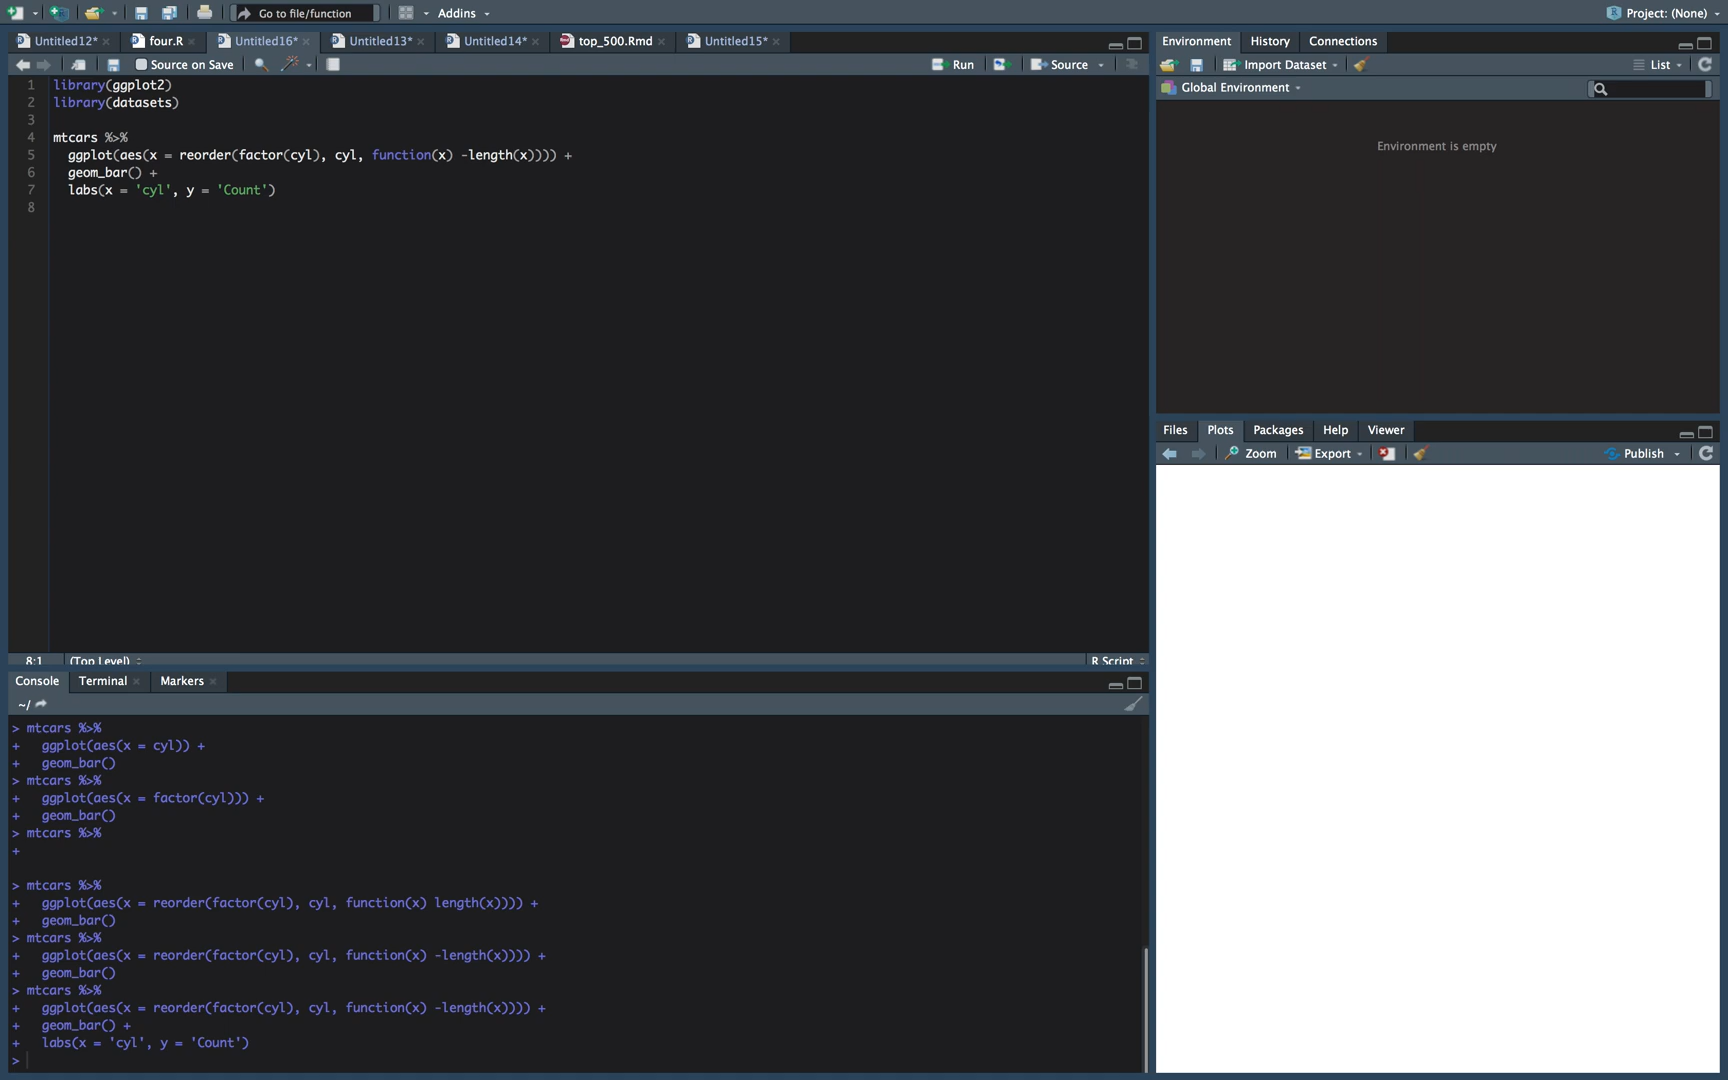 Go to file/function
Addins
Project: (None)
Untitled12*
four.R
Untitled16*
Untitled13*
Untitled14*
top_500.Rmd
Untitled15*
Source on Save
Run
Source
1 library(ggplot2)
2 library(datasets)
3
4 mtcars %>%
5 ggplot(aes(x = reorder(factor(cyl), cyl, function(x) -length(x)))) +
6 geom_bar() +
7 labs(x = 'cyl', y = 'Count')
8
8:1 (Top Level) R Script
Console
Terminal
Markers
~/
> mtcars %>%
+ ggplot(aes(x = cyl)) +
+ geom_bar()
> mtcars %>%
+ ggplot(aes(x = factor(cyl))) +
+ geom_bar()
> mtcars %>%
+
> mtcars %>%
+ ggplot(aes(x = reorder(factor(cyl), cyl, function(x) length(x)))) +
+ geom_bar()
> mtcars %>%
+ ggplot(aes(x = reorder(factor(cyl), cyl, function(x) -length(x)))) +
+ geom_bar()
> mtcars %>%
+ ggplot(aes(x = reorder(factor(cyl), cyl, function(x) -length(x)))) +
+ geom_bar() +
+ labs(x = 'cyl', y = 'Count')
>
Environment
History
Connections
Import Dataset
List
Global Environment
Environment is empty
Files
Plots
Packages
Help
Viewer
Zoom
Export
Publish